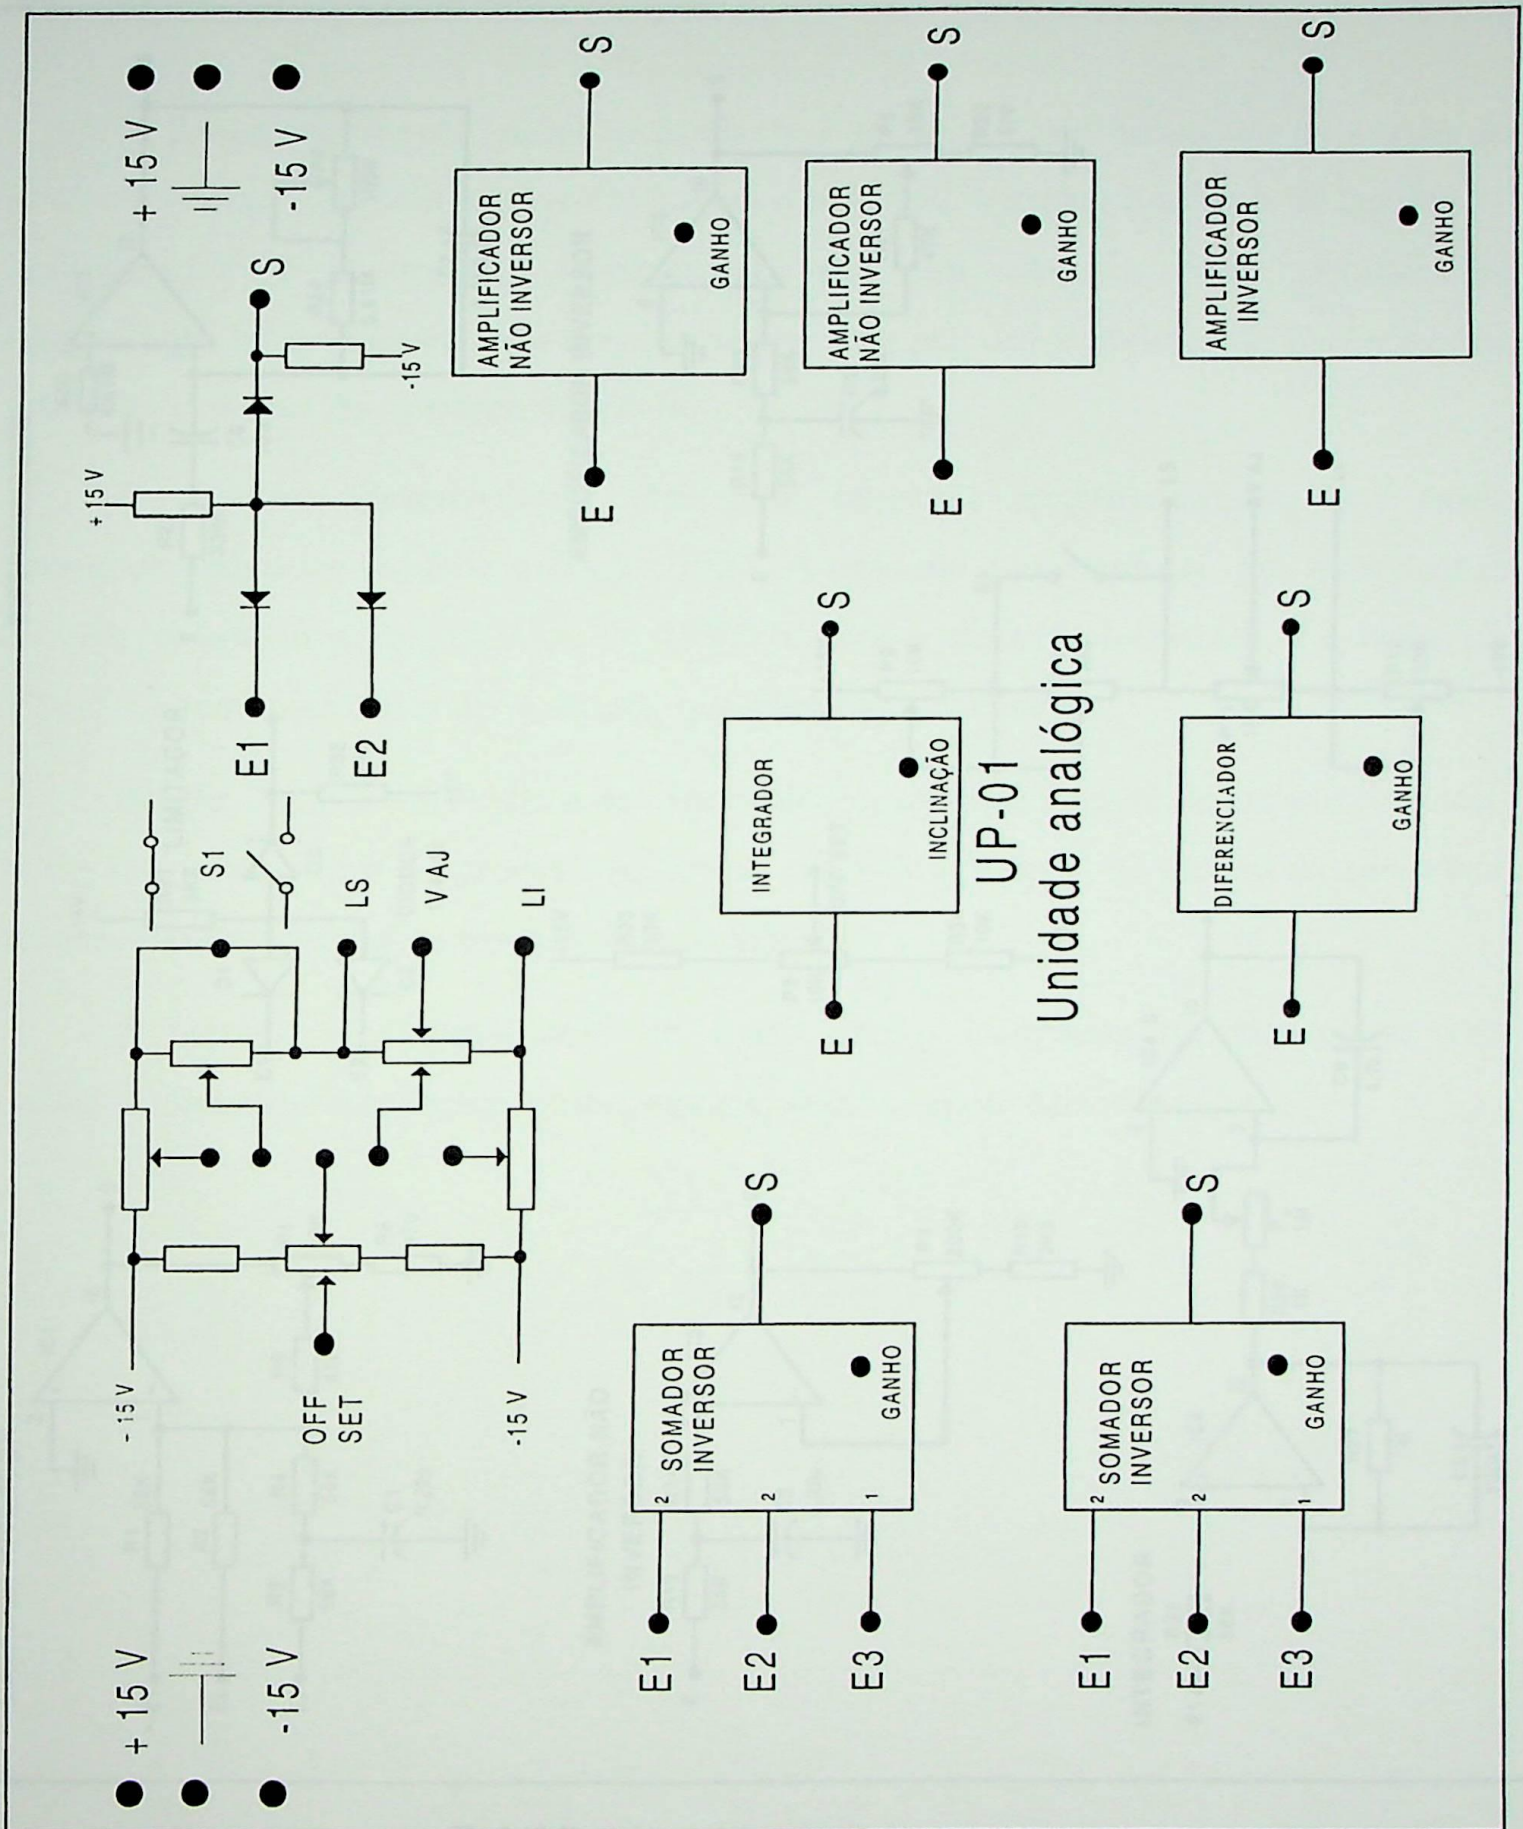 + 15 V
-15 V
- 15 V
OFF
SET
-15 V
S1
LS
V AJ
LI
E1
E2
+ 15 V
S
-15 V
+ 15 V
-15 V
E1
E2
E3
2
2
1
SOMADOR
INVERSOR
GANHO
S
E
INTEGRADOR
INCLINAÇÃO
S
E
AMPLIFICADOR
NÃO INVERSOR
GANHO
S
E
AMPLIFICADOR
NÃO INVERSOR
GANHO
S
UP-01
Unidade analógica
E1
E2
E3
2
2
1
SOMADOR
INVERSOR
GANHO
S
E
DIFERENCIADOR
GANHO
S
E
AMPLIFICADOR
INVERSOR
GANHO
S